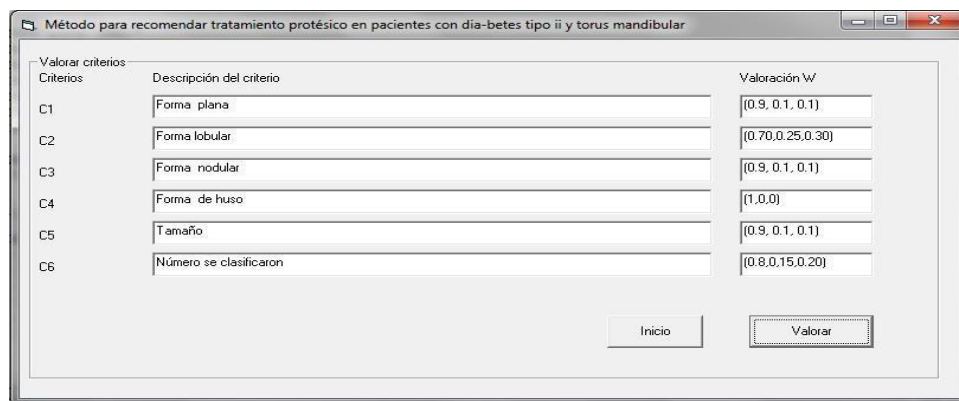 Método para recomendar tratamiento protésico en pacientes con dia-betes tipo ii y torus mandibular
Valorar criterios
Criterios Descripción del criterio Valoración W
C1 Forma plana (0.9, 0.1, 0.1)
C2 Forma lobular (0.70,0.25,0.30)
C3 Forma nodular (0.9, 0.1, 0.1)
C4 Forma de huso (1,0,0)
C5 Tamaño (0.9, 0.1, 0.1)
C6 Número se clasificaron (0.8,0,15,0.20)
Inicio Valorar